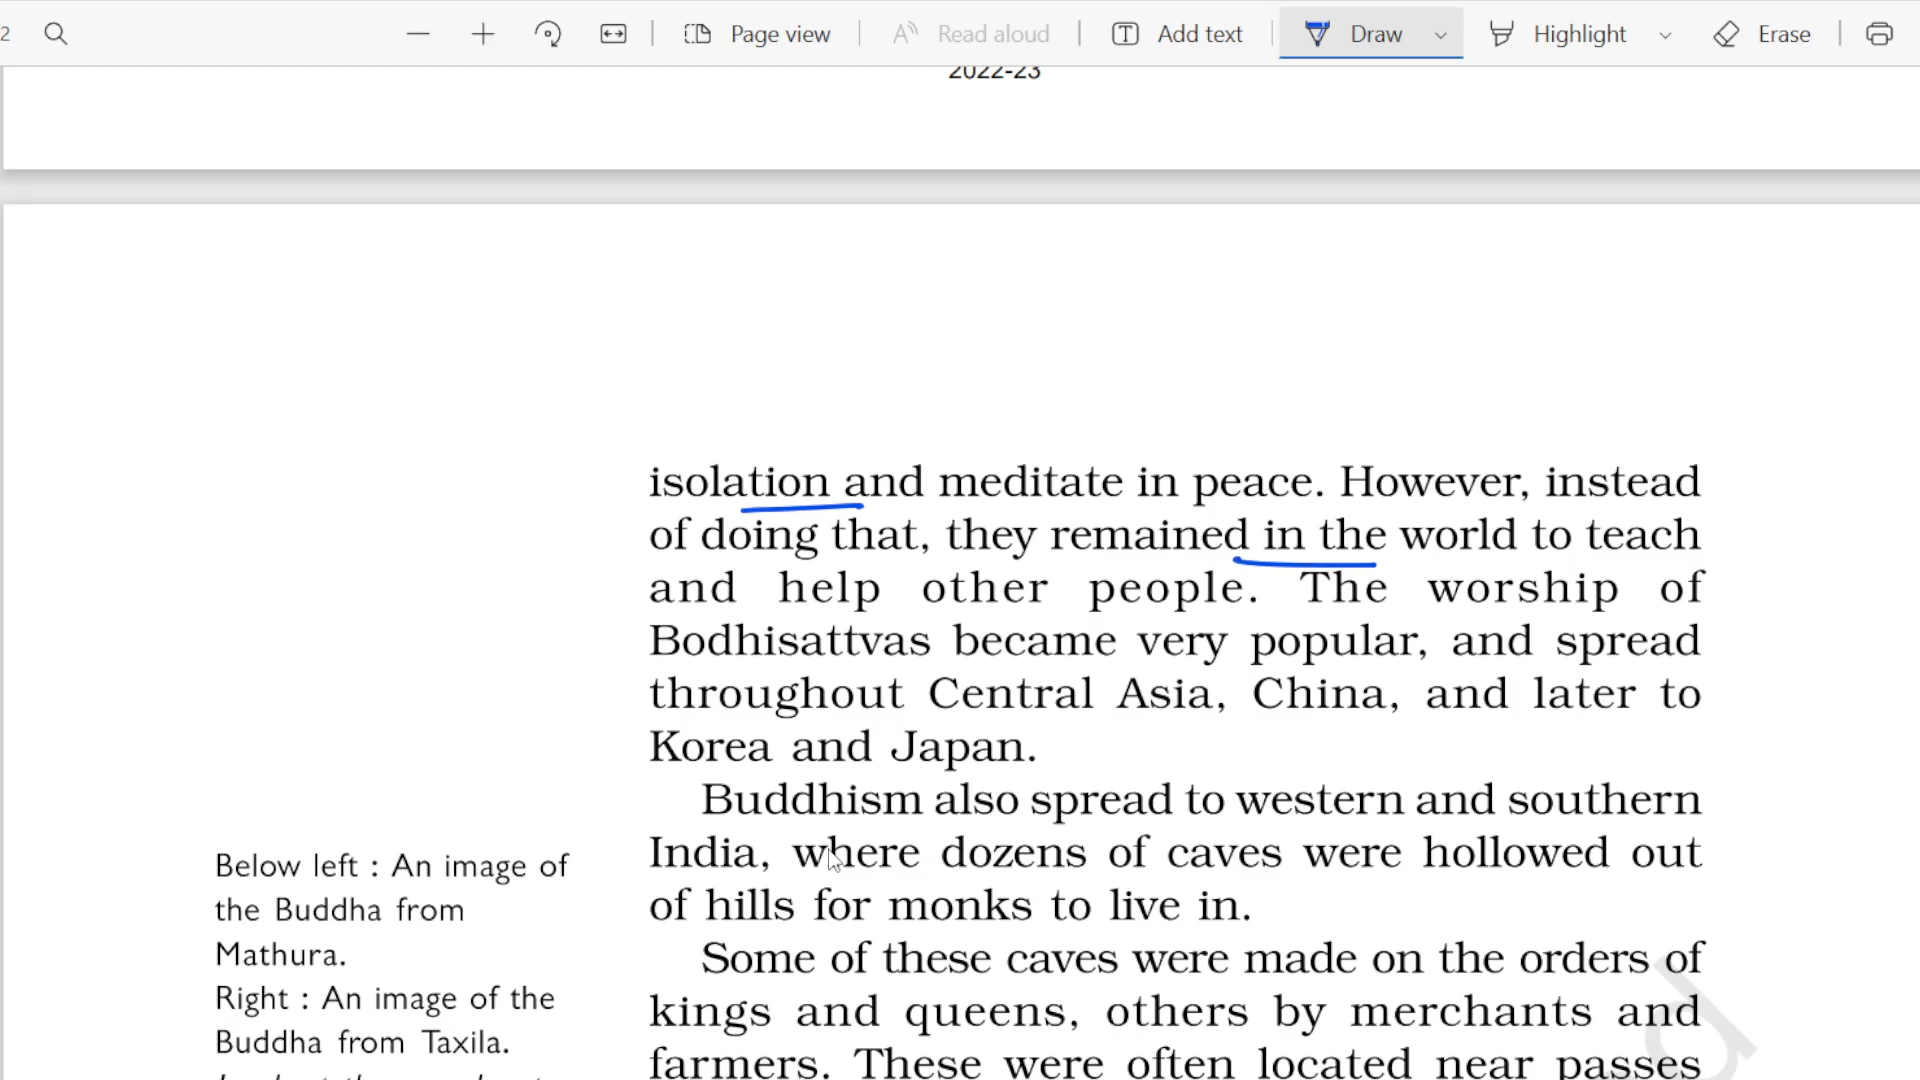 2
Page view
Read aloud
Add text
Draw
Highlight
Erase
2022-23
isolation and meditate in peace. However, instead
of doing that, they remained in the world to teach
and help other people. The worship of
Bodhisattvas became very popular, and spread
throughout Central Asia, China, and later to
Korea and Japan.
Buddhism also spread to western and southern
India, where dozens of caves were hollowed out
of hills for monks to live in.
Some of these caves were made on the orders of
kings and queens, others by merchants and
farmers. These were often located near passes
Below left : An image of
the Buddha from
Mathura.
Right : An image of the
Buddha from Taxila.